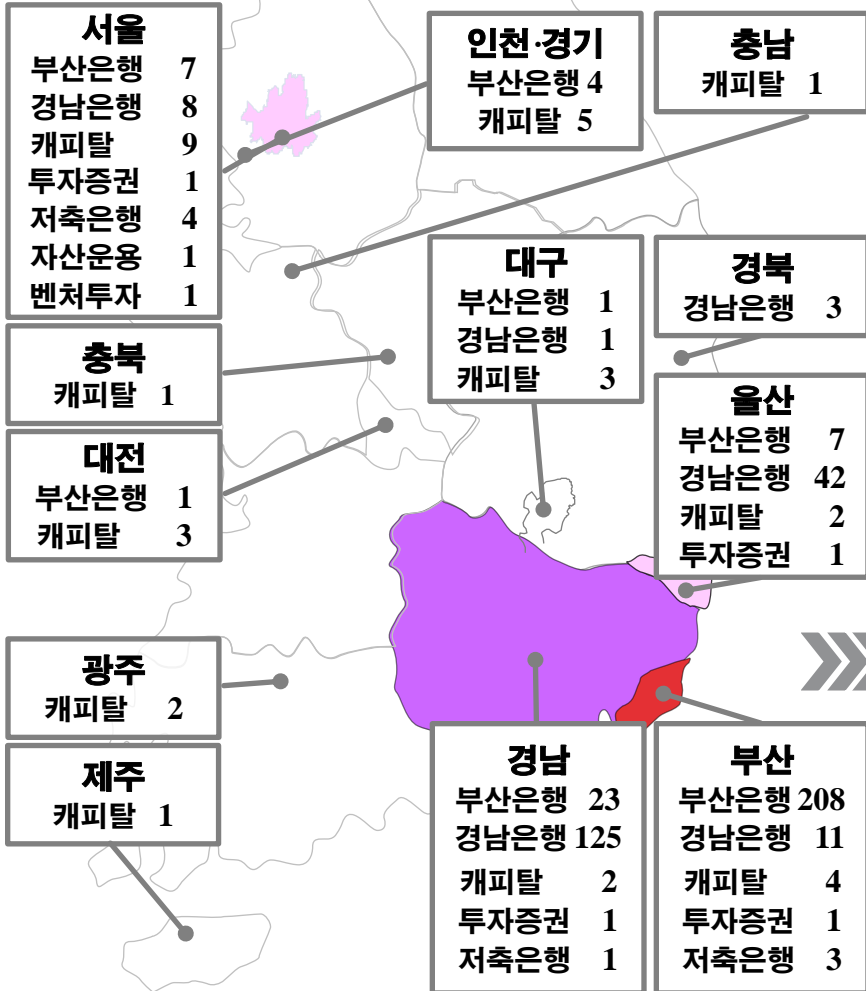 서울
부산은행 7
경남은행 8
캐피탈 9
투자증권 1
저축은행 4
자산운용 1
벤처투자 1
인천·경기
부산은행 4
캐피탈 5
충남
캐피탈 1
대구
부산은행 1
경남은행 1
캐피탈 3
경북
경남은행 3
충북
캐피탈 1
울산
부산은행 7
경남은행 42
캐피탈 2
투자증권 1
대전
부산은행 1
캐피탈 3
광주
캐피탈 2
제주
캐피탈 1
경남
부산은행 23
경남은행 125
캐피탈 2
투자증권 1
저축은행 1
부산
부산은행 208
경남은행 11
캐피탈 4
투자증권 1
저축은행 3